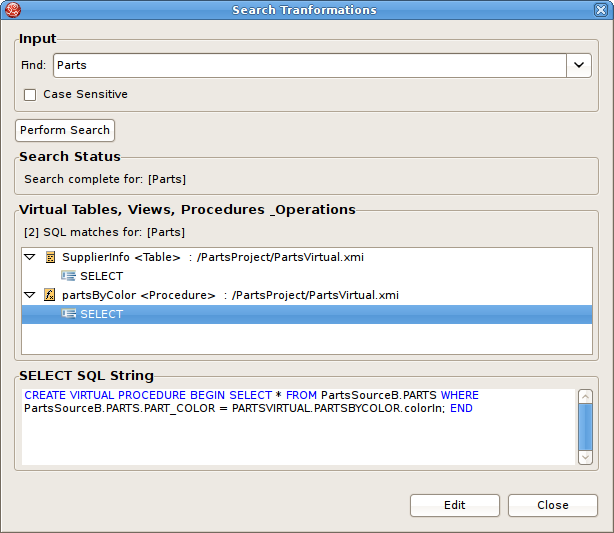 Search Tranformations
Input
Find: Parts
Case Sensitive
Perform Search
Search Status
Search complete for: [Parts]
Virtual Tables, Views, Procedures _Operations
[2] SQL matches for: [Parts]
SupplierInfo <Table>  : /PartsProject/PartsVirtual.xmi
SELECT
partsByColor <Procedure>  : /PartsProject/PartsVirtual.xmi
SELECT
SELECT SQL String
CREATE VIRTUAL PROCEDURE BEGIN SELECT * FROM PartsSourceB.PARTS WHERE
PartsSourceB.PARTS.PART_COLOR = PARTSVIRTUAL.PARTSBYCOLOR.colorIn; END
Edit Close